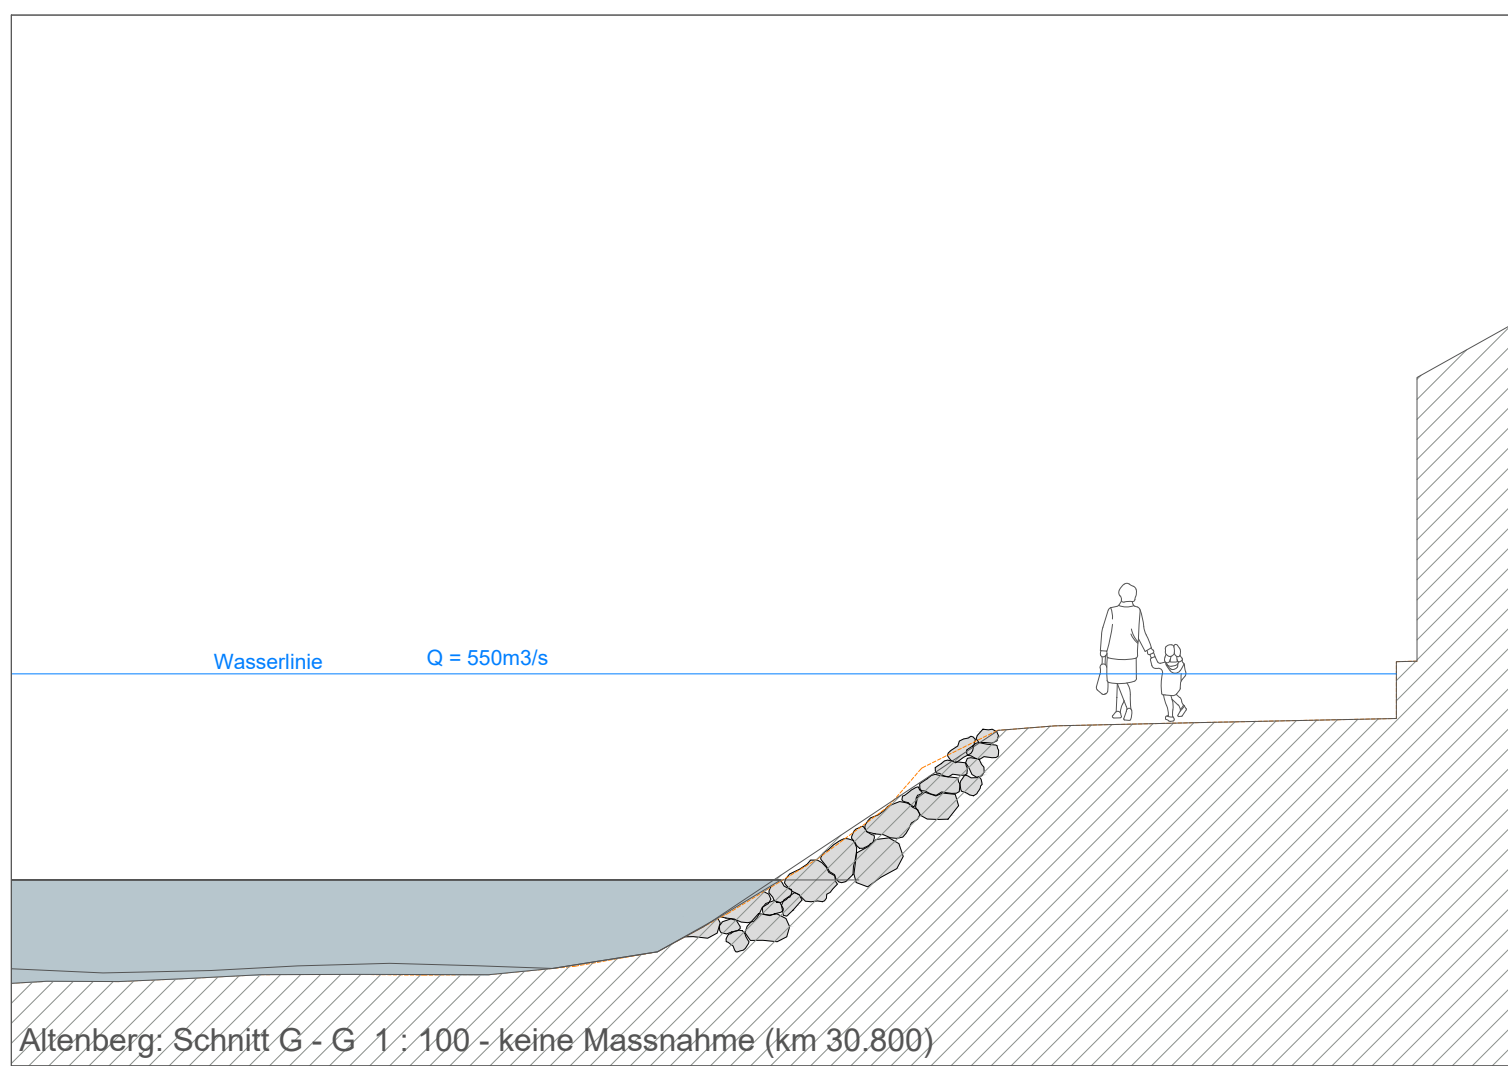 Wasserlinie Q = 550m3/s
Altenberg: Schnitt G - G 1 : 100 - keine Massnahme (km 30.800)